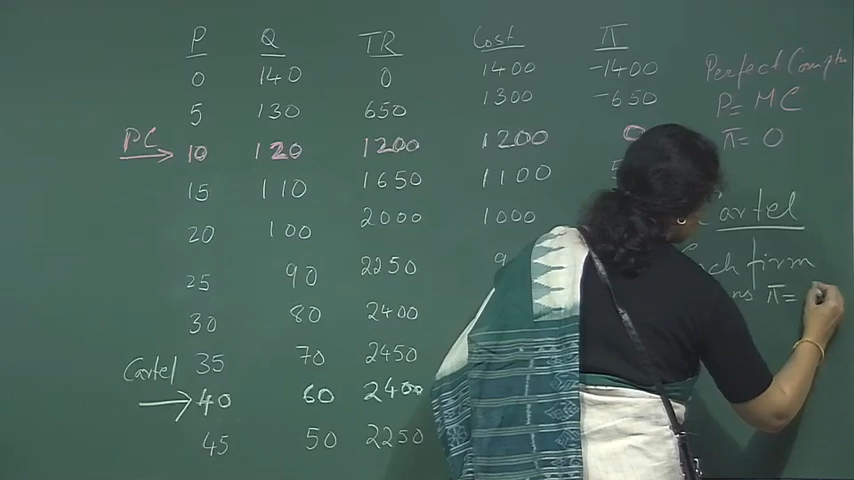 P Q TR Cost π
0 140 0 1400 -1400
5 130 650 1300 -650
PC → 10 120 1200 1200 0
15 110 1650 1100
20 100 2000 1000
25 90 2250 9
30 80 2400
35 70 2450
Cartel → 40 60 2400
45 50 2250
Perfect Comptn
P = MC
π = 0
Cartel
firm
π =